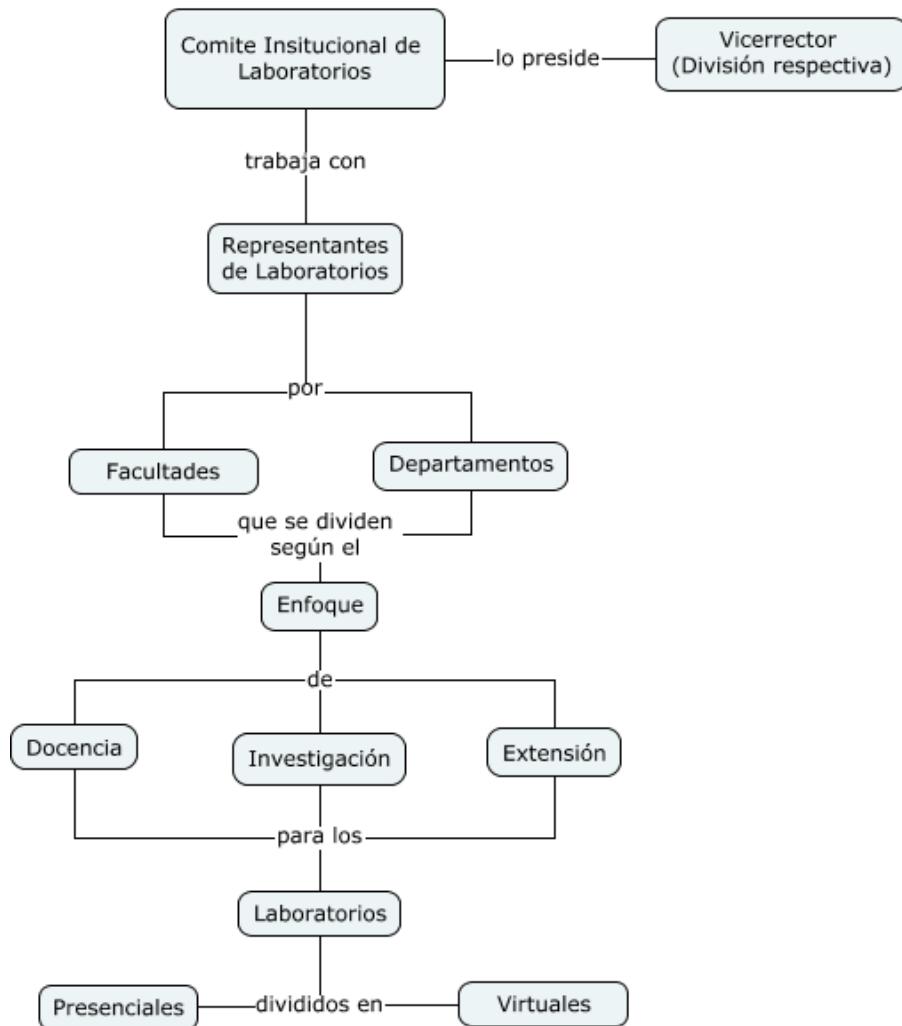 Comite Insitucional de
Laboratorios
lo preside
Vicerrector
(División respectiva)
trabaja con
Representantes
de Laboratorios
por
Facultades
Departamentos
que se dividen
según el
Enfoque
de
Docencia
Investigación
Extensión
para los
Laboratorios
Presenciales
divididos en
Virtuales